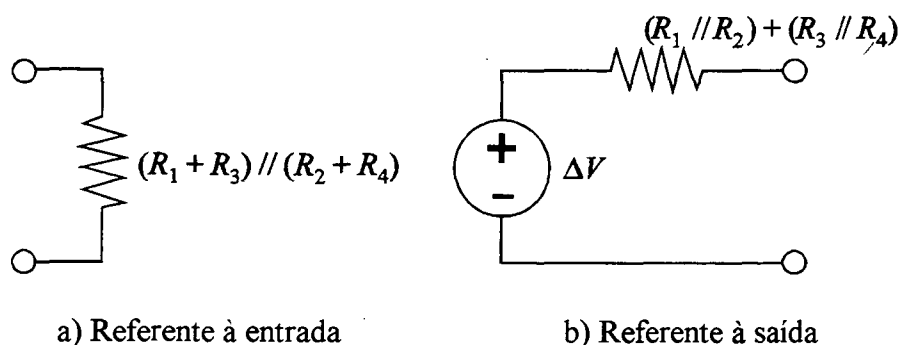 (R₁ // R₂) + (R₃ // R₄)
(R₁ + R₃) // (R₂ + R₄)
+
ΔV
−
a) Referente à entrada
b) Referente à saída